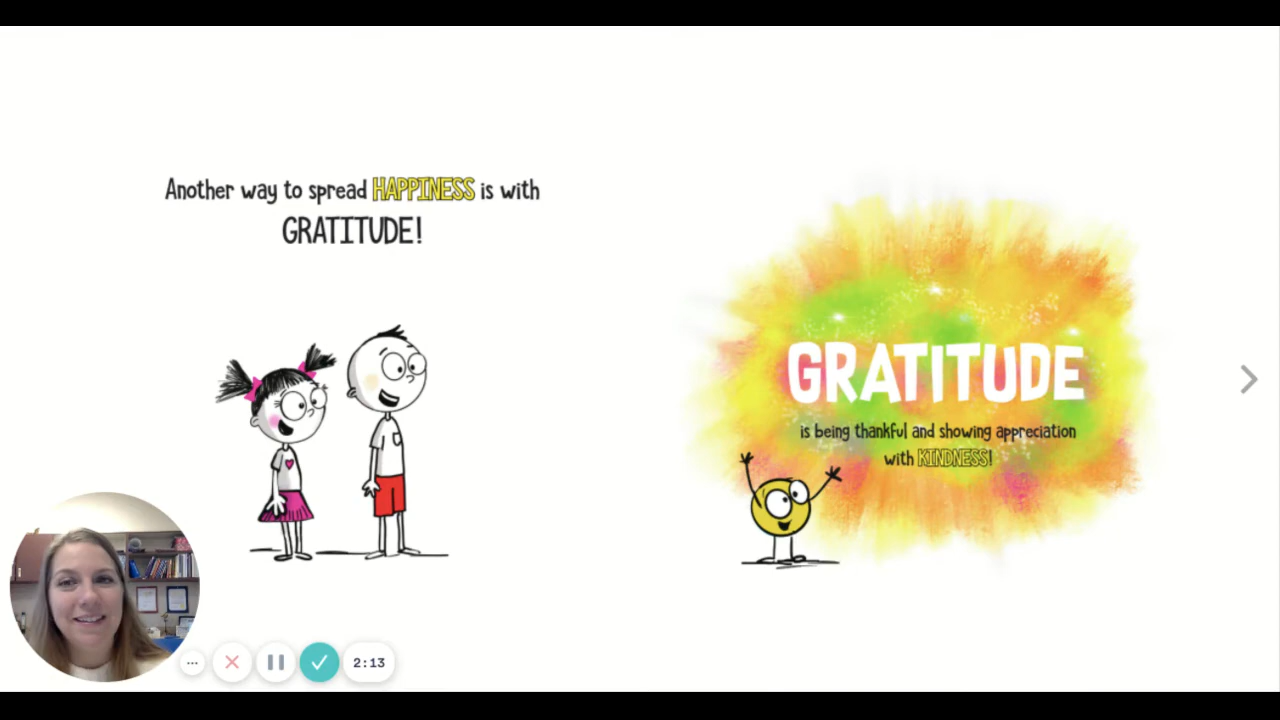 Another way to spread HAPPINESS is with
GRATITUDE!
GRATITUDE
is being thankful and showing appreciation
with KINDNESS!
2:13